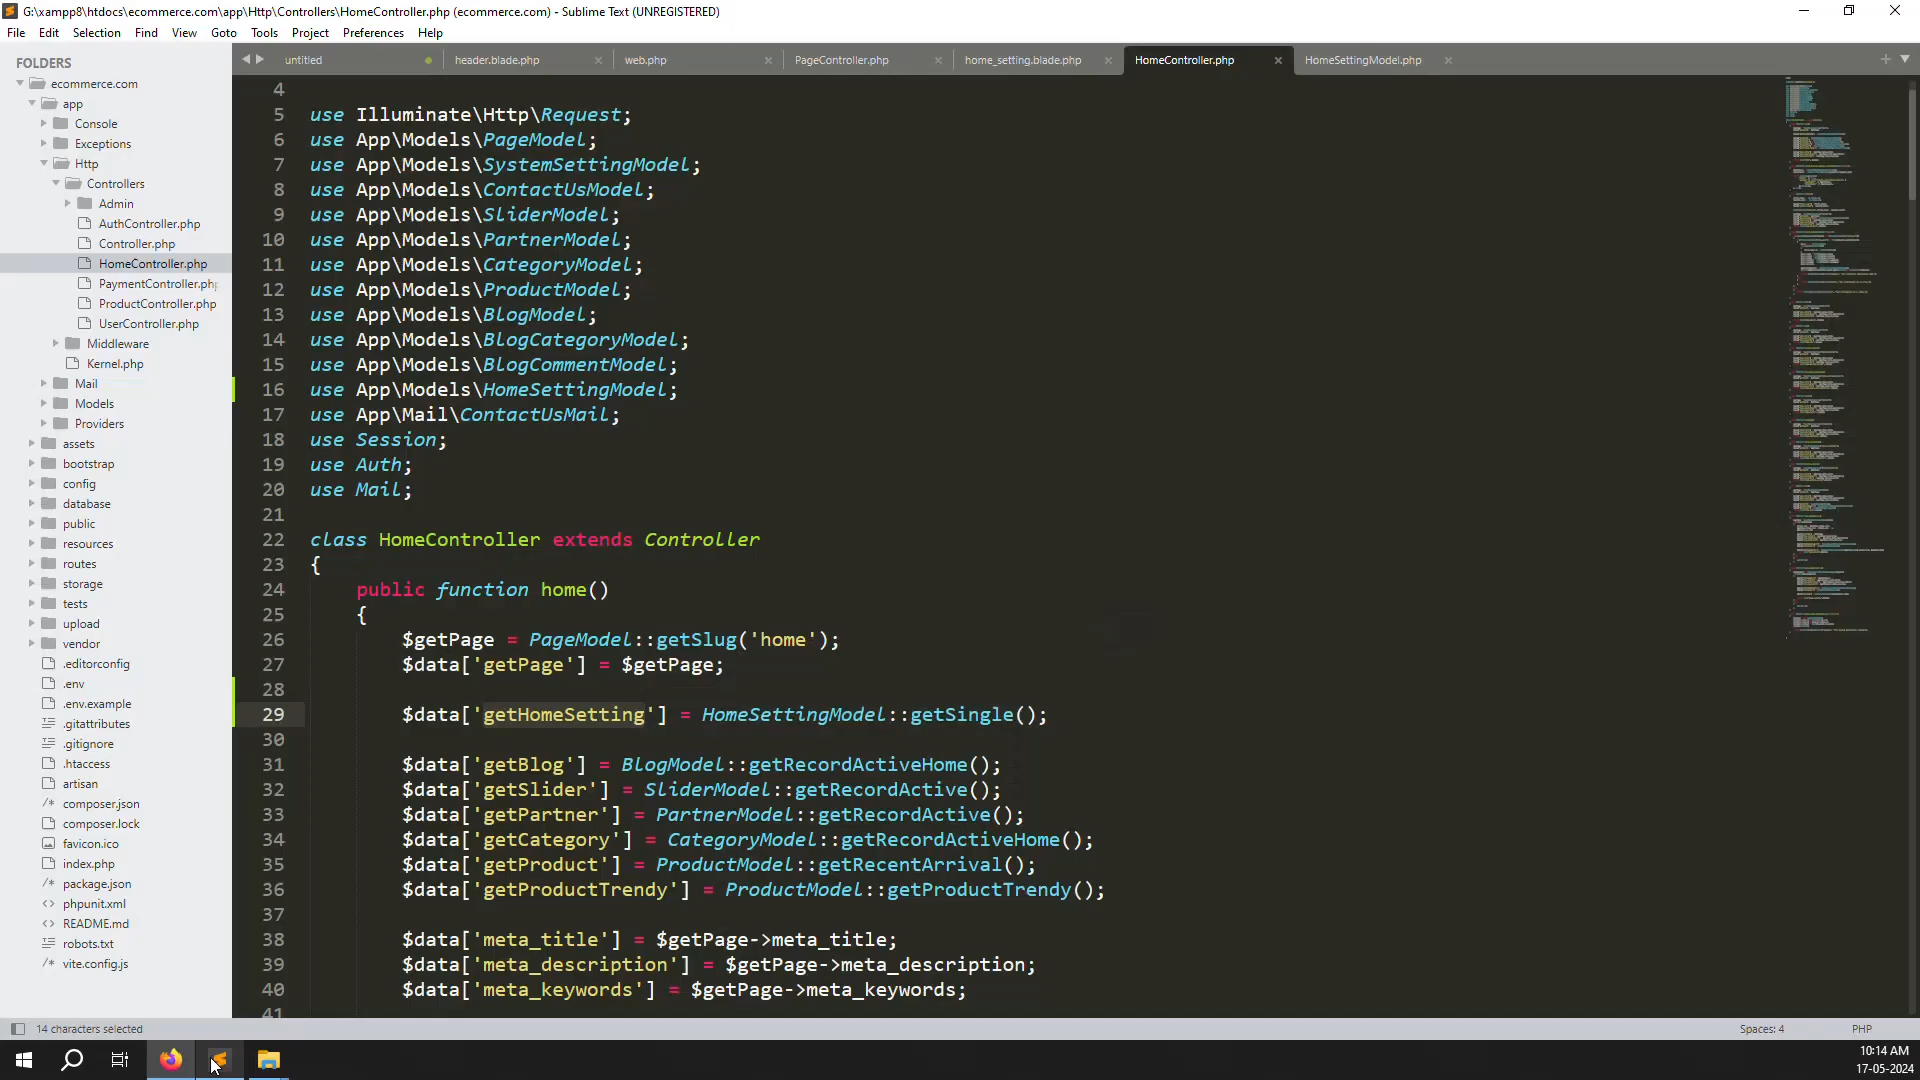 G:\xampp8\htdocs\ecommerce.com\app\Http\Controllers\HomeController.php (ecommerce.com) - Sublime Text (UNREGISTERED)
File Edit Selection Find View Goto Tools Project Preferences Help
FOLDERS
ecommerce.com
app
Console
Exceptions
Http
Controllers
Admin
AuthController.php
Controller.php
HomeController.php
PaymentController.php
ProductController.php
UserController.php
Middleware
Kernel.php
Mail
Models
Providers
assets
bootstrap
config
database
public
resources
routes
storage
tests
upload
vendor
.editorconfig
.env
.env.example
.gitattributes
.gitignore
.htaccess
artisan
composer.json
composer.lock
favicon.ico
index.php
package.json
phpunit.xml
README.md
robots.txt
vite.config.js
untitled header.blade.php web.php PageController.php home_setting.blade.php HomeController.php HomeSettingModel.php
4
5 use Illuminate\Http\Request;
6 use App\Models\PageModel;
7 use App\Models\SystemSettingModel;
8 use App\Models\ContactUsModel;
9 use App\Models\SliderModel;
10 use App\Models\PartnerModel;
11 use App\Models\CategoryModel;
12 use App\Models\ProductModel;
13 use App\Models\BlogModel;
14 use App\Models\BlogCategoryModel;
15 use App\Models\BlogCommentModel;
16 use App\Models\HomeSettingModel;
17 use App\Mail\ContactUsMail;
18 use Session;
19 use Auth;
20 use Mail;
21
22 class HomeController extends Controller
23 {
24 public function home()
25 {
26 $getPage = PageModel::getSlug('home');
27 $data['getPage'] = $getPage;
28
29 $data['getHomeSetting'] = HomeSettingModel::getSingle();
30
31 $data['getBlog'] = BlogModel::getRecordActiveHome();
32 $data['getSlider'] = SliderModel::getRecordActive();
33 $data['getPartner'] = PartnerModel::getRecordActive();
34 $data['getCategory'] = CategoryModel::getRecordActiveHome();
35 $data['getProduct'] = ProductModel::getRecentArrival();
36 $data['getProductTrendy'] = ProductModel::getProductTrendy();
37
38 $data['meta_title'] = $getPage->meta_title;
39 $data['meta_description'] = $getPage->meta_description;
40 $data['meta_keywords'] = $getPage->meta_keywords;
41
14 characters selected
Spaces: 4 PHP
10:14 AM
17-05-2024